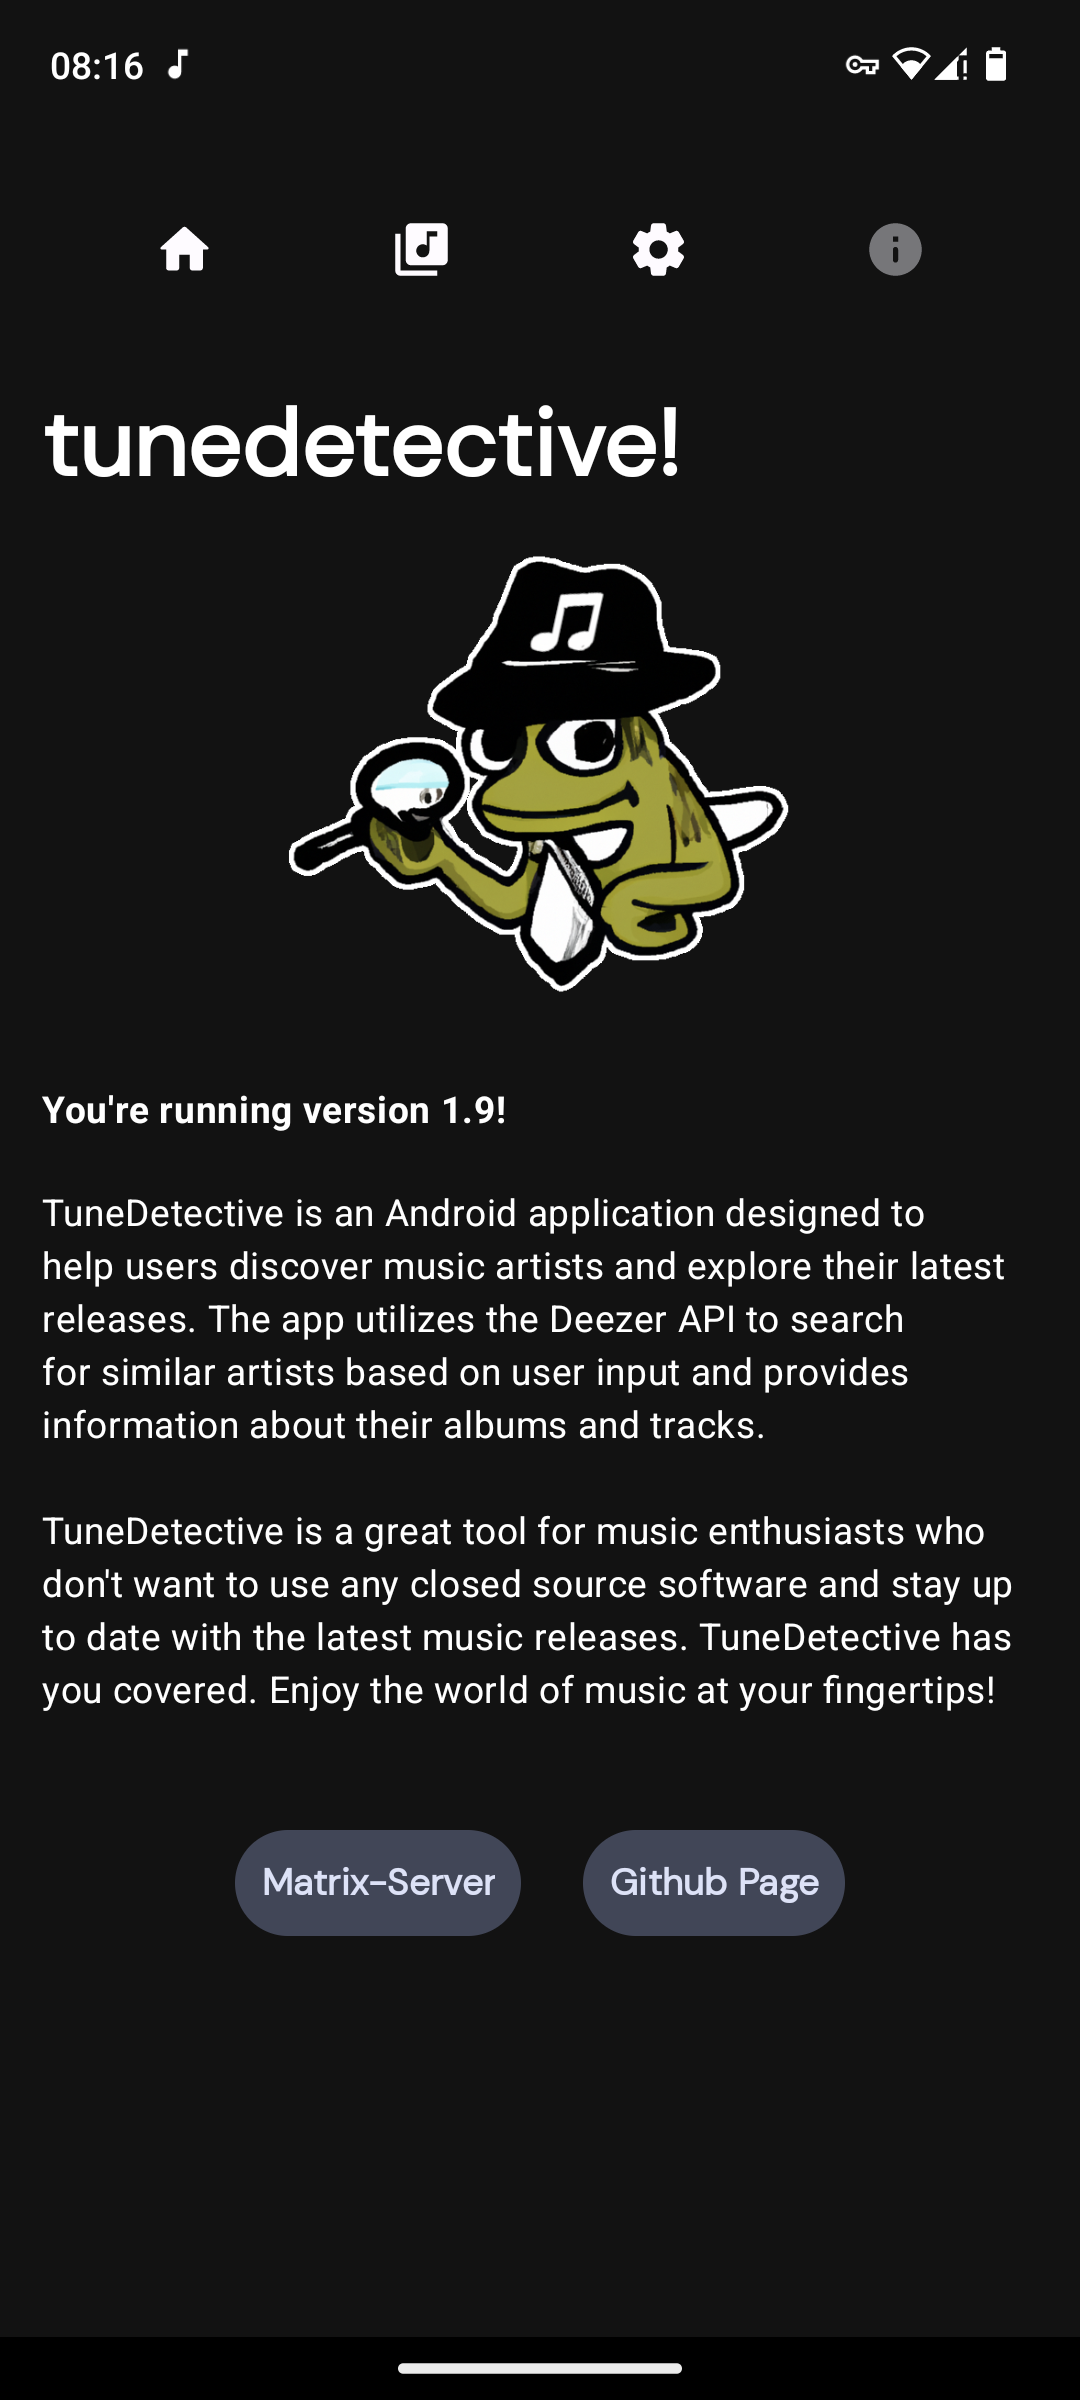 08:16
tunedetective!
You're running version 1.9!
TuneDetective is an Android application designed to
help users discover music artists and explore their latest
releases. The app utilizes the Deezer API to search
for similar artists based on user input and provides
information about their albums and tracks.
TuneDetective is a great tool for music enthusiasts who
don't want to use any closed source software and stay up
to date with the latest music releases. TuneDetective has
you covered. Enjoy the world of music at your fingertips!
Matrix-Server
Github Page